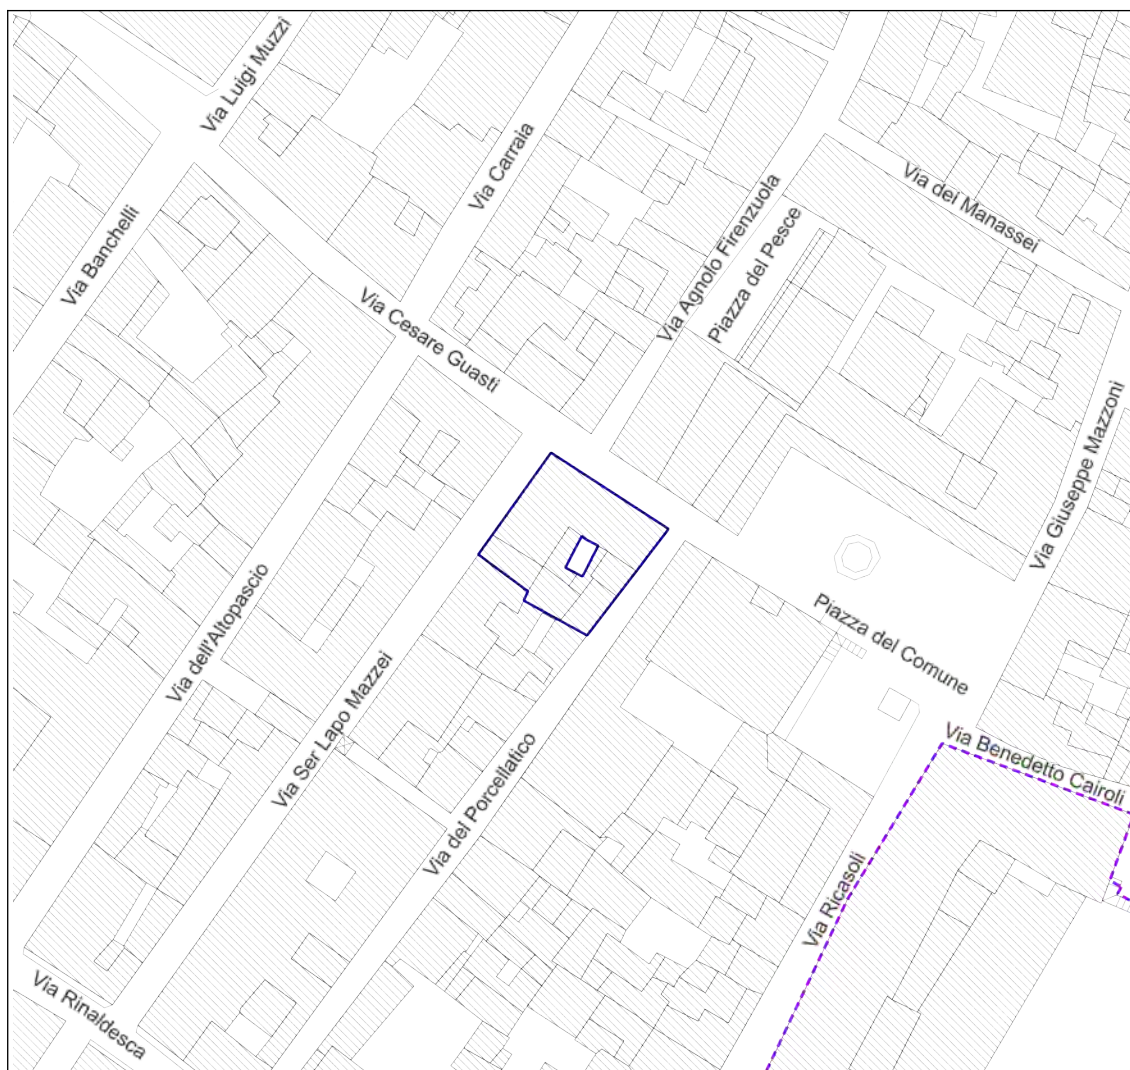 Via Luigi Muzzi
Via Carraia
Via dei Manassei
Via Banchelli
Via Agnolo Firenzuola
Piazza del Pesce
Via Cesare Guasti
Via Giuseppe Mazzoni
Via dell'Altopascio
Piazza del Comune
Via Ser Lapo Mazzei
Via dei Porcellatico
Via Benedetto Cairoli
Via Ricasoli
Via Rinaldesca